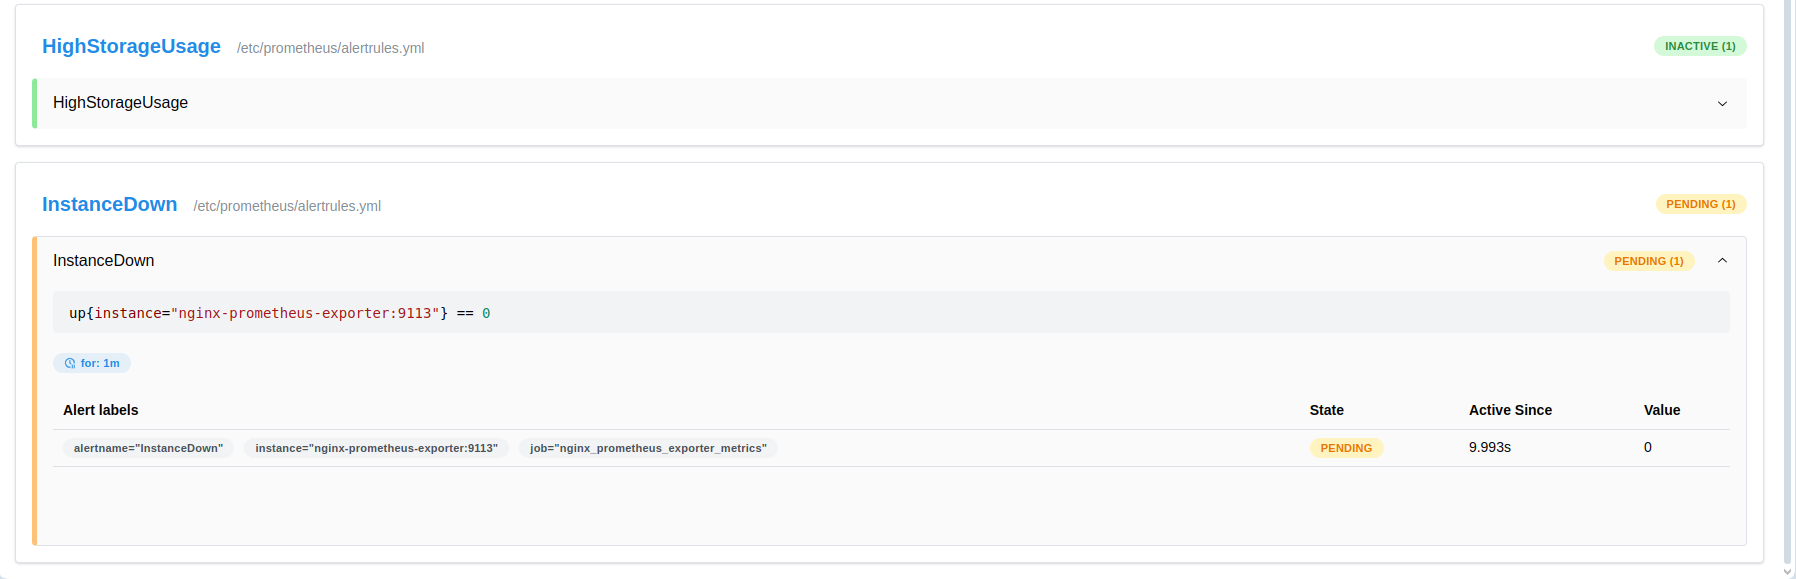 HighStorageUsage /etc/prometheus/alertrules.yml INACTIVE (1)
HighStorageUsage
InstanceDown /etc/prometheus/alertrules.yml PENDING (1)
InstanceDown PENDING (1)
up{instance="nginx-prometheus-exporter:9113"} == 0
for: 1m
Alert labels State Active Since Value
alertname="InstanceDown" instance="nginx-prometheus-exporter:9113" job="nginx_prometheus_exporter_metrics" PENDING 9.993s 0